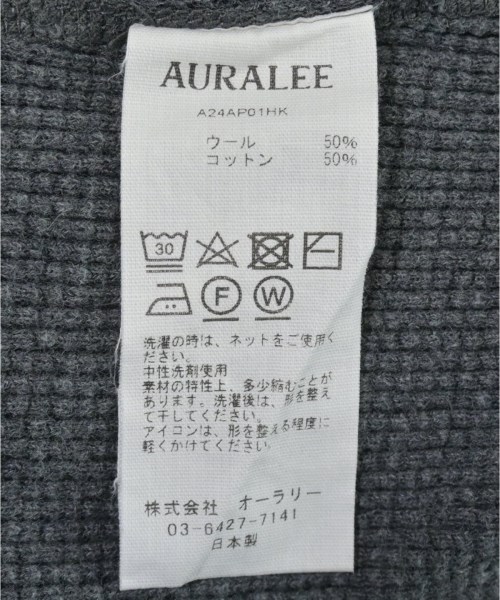 AURALEE
A24AP01HK
ウール 50%
コットン 50%
30
F W
洗濯の時は、ネットをご使用く
ださい。
中性洗剤使用
素材の特性上、多少縮むことが
あります。洗濯後は、形を整え
て干してください。
アイコンは、形を整える程度に
軽くかけてください。
株式会社 オーラリー
03-6427-7141
日本製